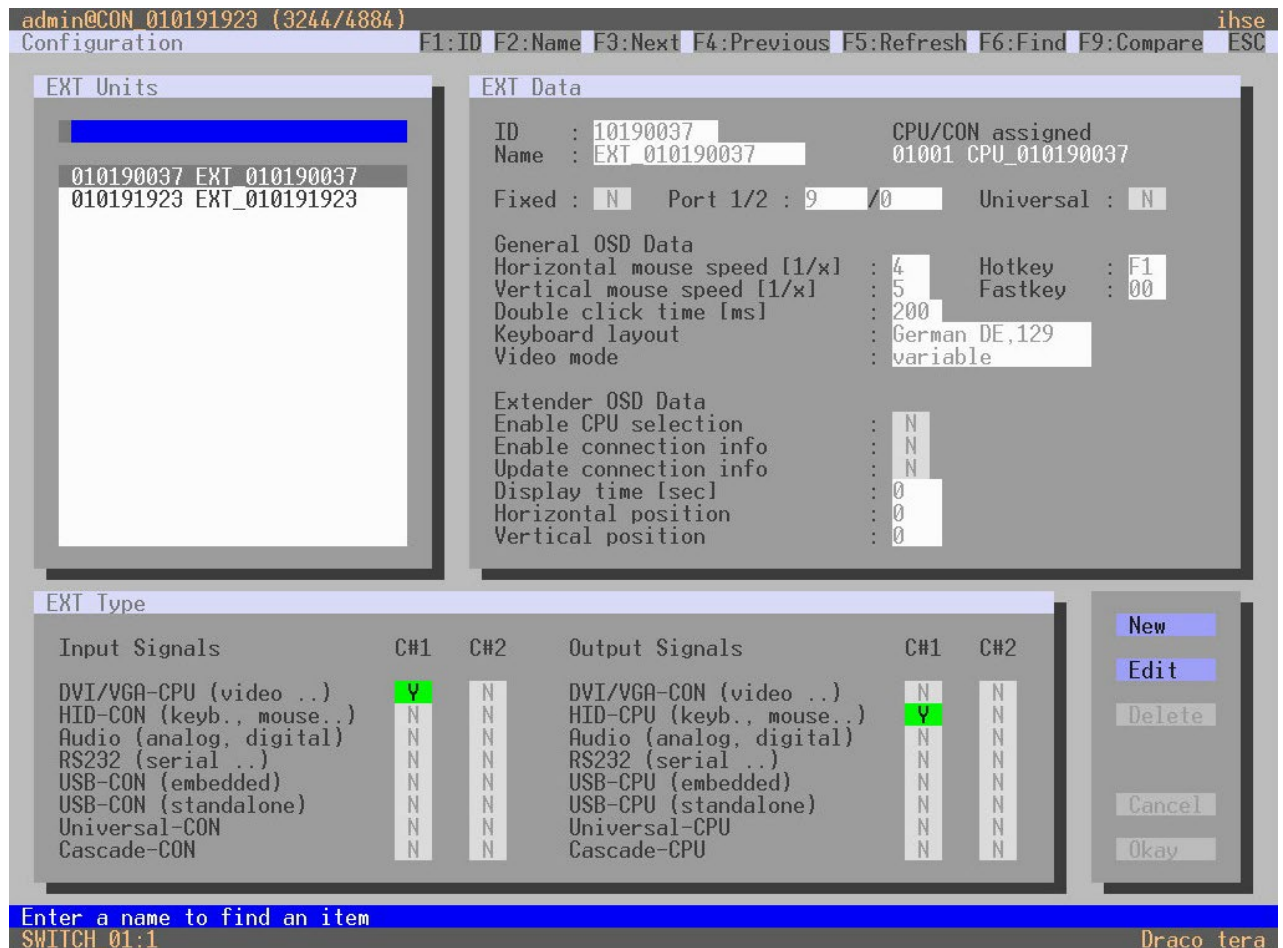 admin@CON_010191923 (3244/4884) ihse
Configuration F1:ID F2:Name F3:Next F4:Previous F5:Refresh F6:Find F9:Compare ESC
EXT Units
010190037 EXT_010190037
010191923 EXT_010191923
EXT Data
ID : 10190037 CPU/CON assigned
Name : EXT_010190037 01001 CPU_010190037
Fixed : N Port 1/2 : 9 /0 Universal : N
General OSD Data
Horizontal mouse speed [1/x] : 4 Hotkey : F1
Vertical mouse speed [1/x] : 5 Fastkey : 00
Double click time [ms] : 200
Keyboard layout : German DE,129
Video mode : variable
Extender OSD Data
Enable CPU selection : N
Enable connection info : N
Update connection info : N
Display time [sec] : 0
Horizontal position : 0
Vertical position : 0
EXT Type
Input Signals C#1 C#2 Output Signals C#1 C#2
DVI/VGA-CPU (video ..) Y N DVI/VGA-CON (video ..) N N
HID-CON (keyb., mouse..) N N HID-CPU (keyb., mouse..) Y N
Audio (analog, digital) N N Audio (analog, digital) N N
RS232 (serial ..) N N RS232 (serial ..) N N
USB-CON (embedded) N N USB-CPU (embedded) N N
USB-CON (standalone) N N USB-CPU (standalone) N N
Universal-CON N N Universal-CPU N N
Cascade-CON N N Cascade-CPU N N
New
Edit
Delete
Cancel
Okay
Enter a name to find an item
SWITCH 01:1 Draco tera